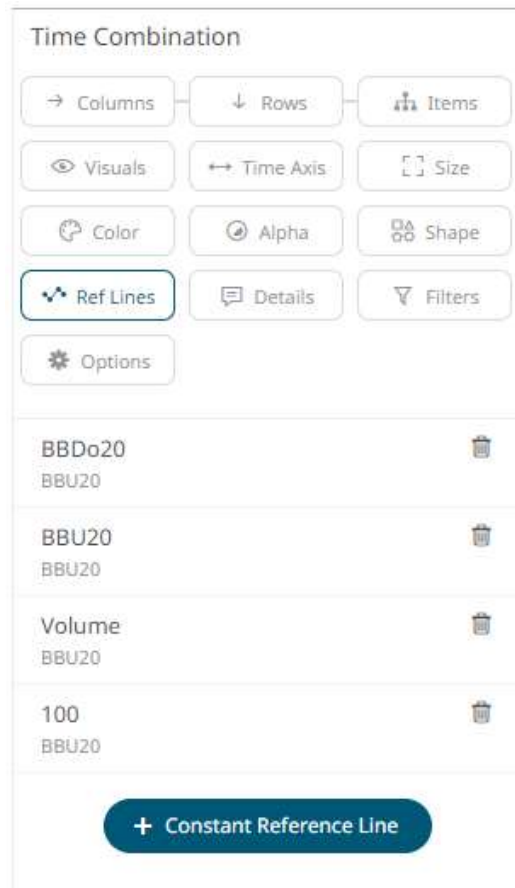 Time Combination
Columns Rows Items
Visuals Time Axis Size
Color Alpha Shape
Ref Lines Details Filters
Options
BBDo20
BBU20
BBU20
BBU20
Volume
BBU20
100
BBU20
+ Constant Reference Line